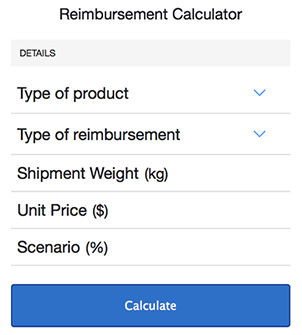 Reimbursement Calculator
DETAILS
Type of product
Type of reimbursement
Shipment Weight (kg)
Unit Price ($)
Scenario (%)
Calculate